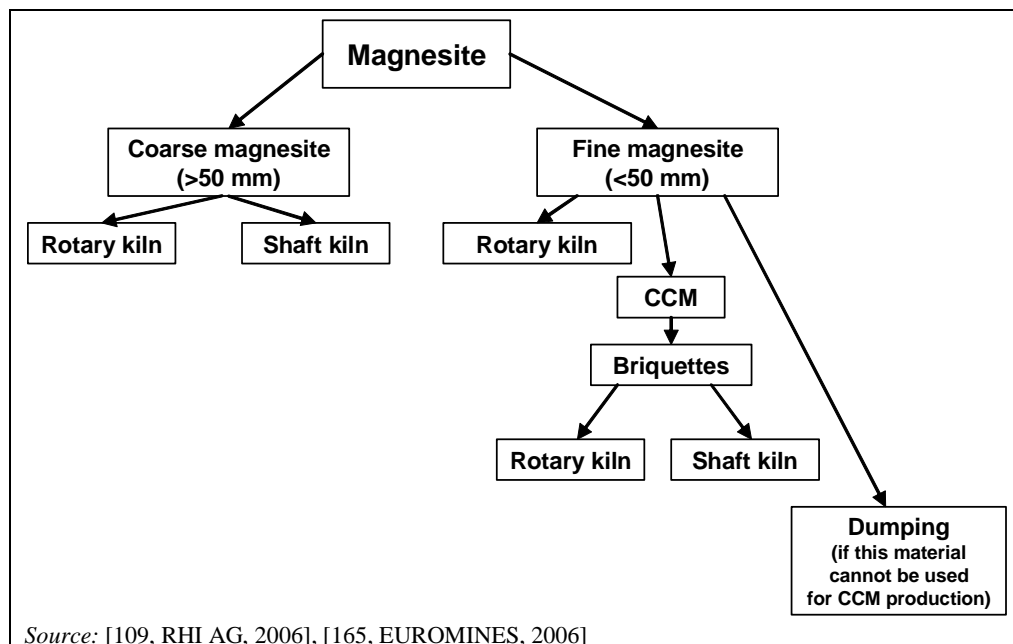 Magnesite
Coarse magnesite
(>50 mm)
Fine magnesite
(<50 mm)
Rotary kiln
Shaft kiln
Rotary kiln
CCM
Briquettes
Rotary kiln
Shaft kiln
Dumping
(if this material
cannot be used
for CCM production)
Source: [109, RHI AG, 2006], [165, EUROMINES, 2006]